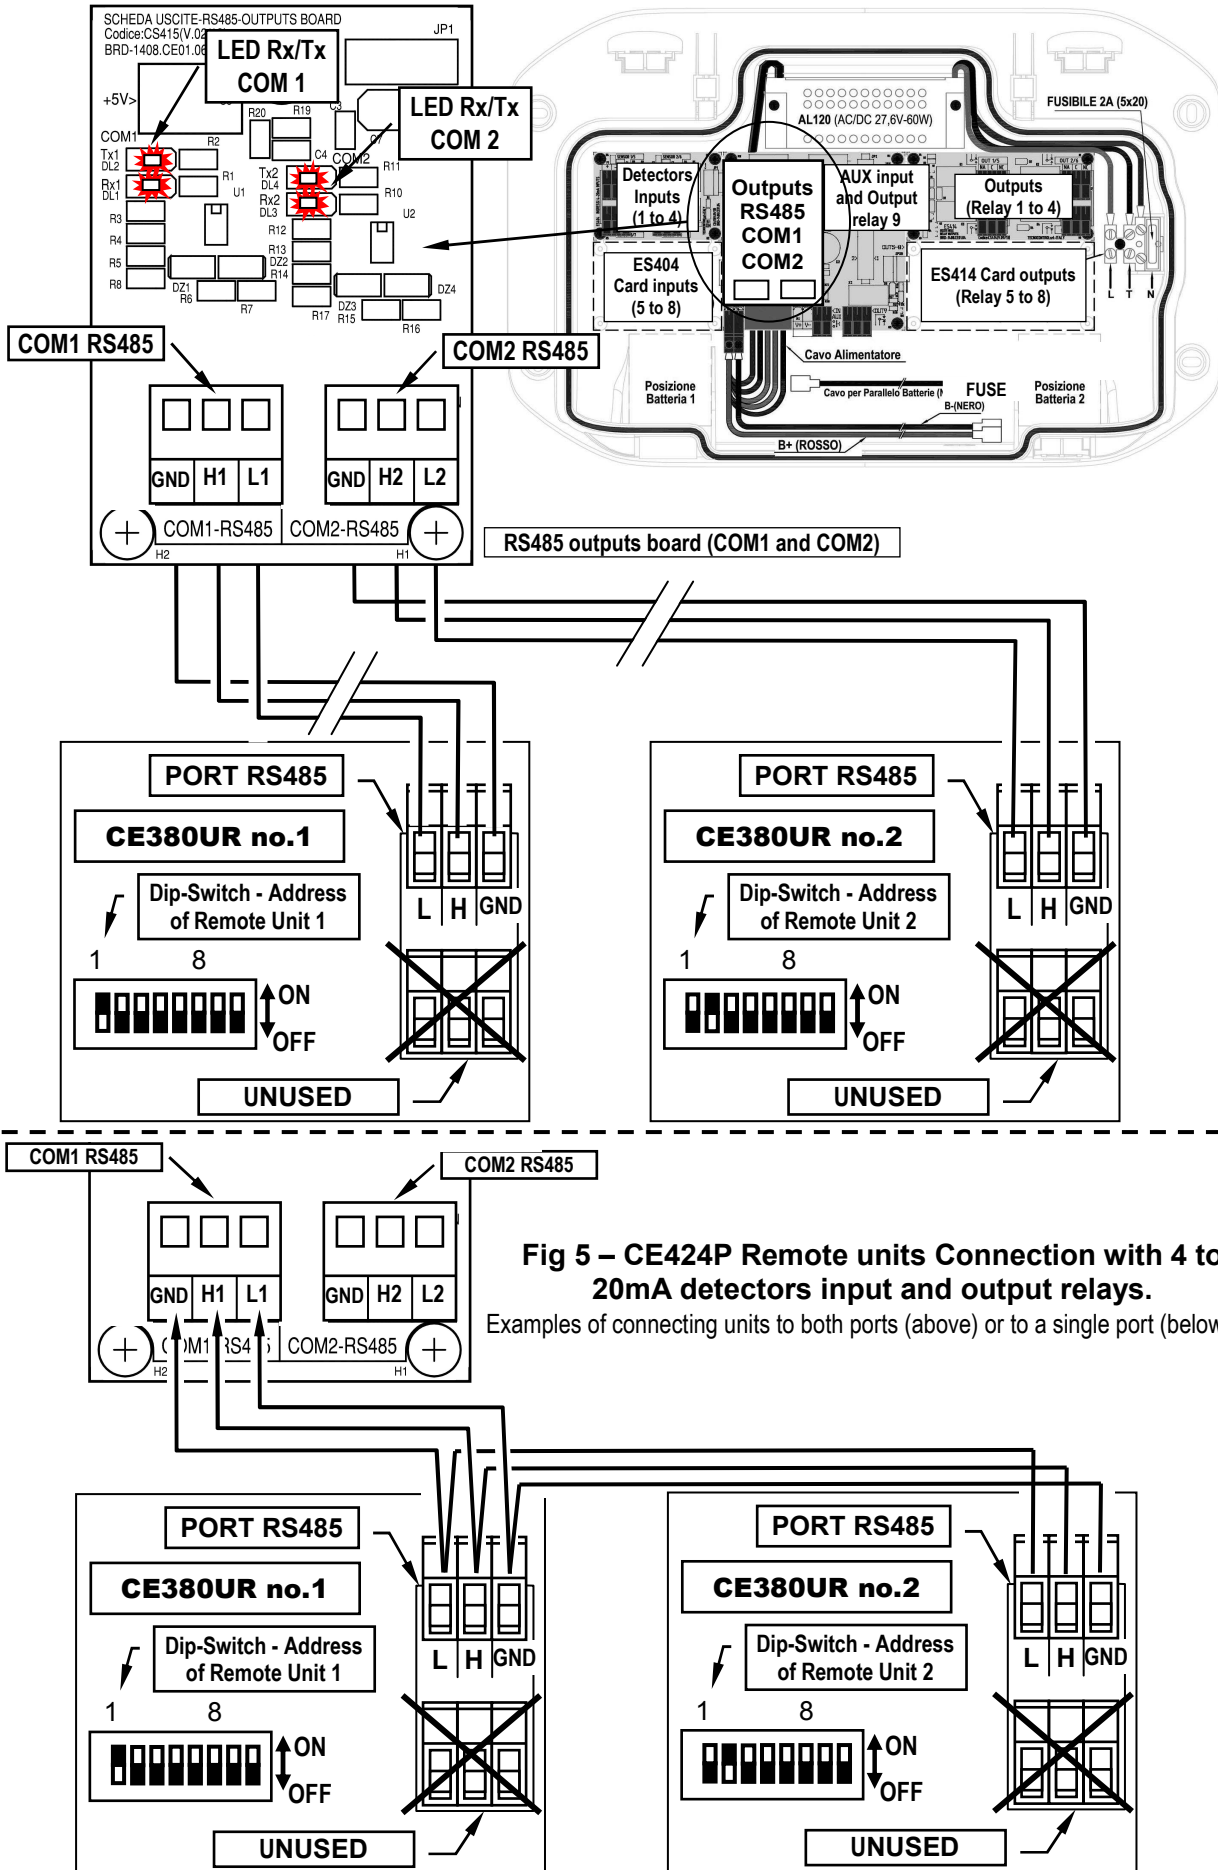 SCHEDA USCITE-RS485-OUTPUTS BOARD
Codice:CS415(V.02
BRD-1408.CE01.06
JP1
LED Rx/Tx
COM 1
LED Rx/Tx
COM 2
+5V>
R20
R19
C3
C7
COM1
R2
C4
COM2
R11
Tx1
DL2
Tx2
DL4
Rx1
DL1
R1
U1
Rx2
DL3
R10
U2
R3
R12
R4
R13
DZ2
R5
R14
R8
DZ1
R6
R7
R17
DZ3
R15
R16
DZ4
COM1 RS485
COM2 RS485
GND H1 L1
GND H2 L2
COM1-RS485
COM2-RS485
H2
H1
FUSIBILE 2A (5x20)
AL120 (AC/DC 27,6V-60W)
Detectors
Inputs
(1 to 4)
Outputs
RS485
COM1
COM2
AUX input
and Output
relay 9
Outputs
(Relay 1 to 4)
ES404
Card inputs
(5 to 8)
ES414 Card outputs
(Relay 5 to 8)
L T N
Cavo Alimentatore
Posizione
Batteria 1
Cavo per Parallelo Batterie (
FUSE
Posizione
Batteria 2
B-(NERO)
B+ (ROSSO)
RS485 outputs board (COM1 and COM2)
PORT RS485
CE380UR no.1
Dip-Switch - Address
of Remote Unit 1
L H GND
1 8
ON
OFF
UNUSED
PORT RS485
CE380UR no.2
Dip-Switch - Address
of Remote Unit 2
L H GND
1 8
ON
OFF
UNUSED
COM1 RS485
COM2 RS485
GND H1 L1
GND H2 L2
COM2-RS485
H2
H1
Fig 5 – CE424P Remote units Connection with 4 to
20mA detectors input and output relays.
Examples of connecting units to both ports (above) or to a single port (below
PORT RS485
CE380UR no.1
Dip-Switch - Address
of Remote Unit 1
L H GND
1 8
ON
OFF
UNUSED
PORT RS485
CE380UR no.2
Dip-Switch - Address
of Remote Unit 2
L H GND
1 8
ON
OFF
UNUSED